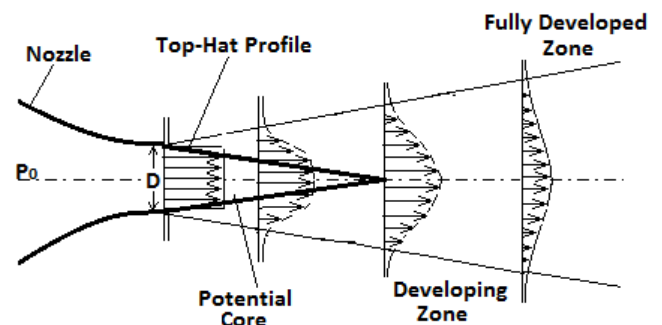 Fully Developed
Zone
Top-Hat Profile
Nozzle
P0
D
Potential
Core
Developing
Zone